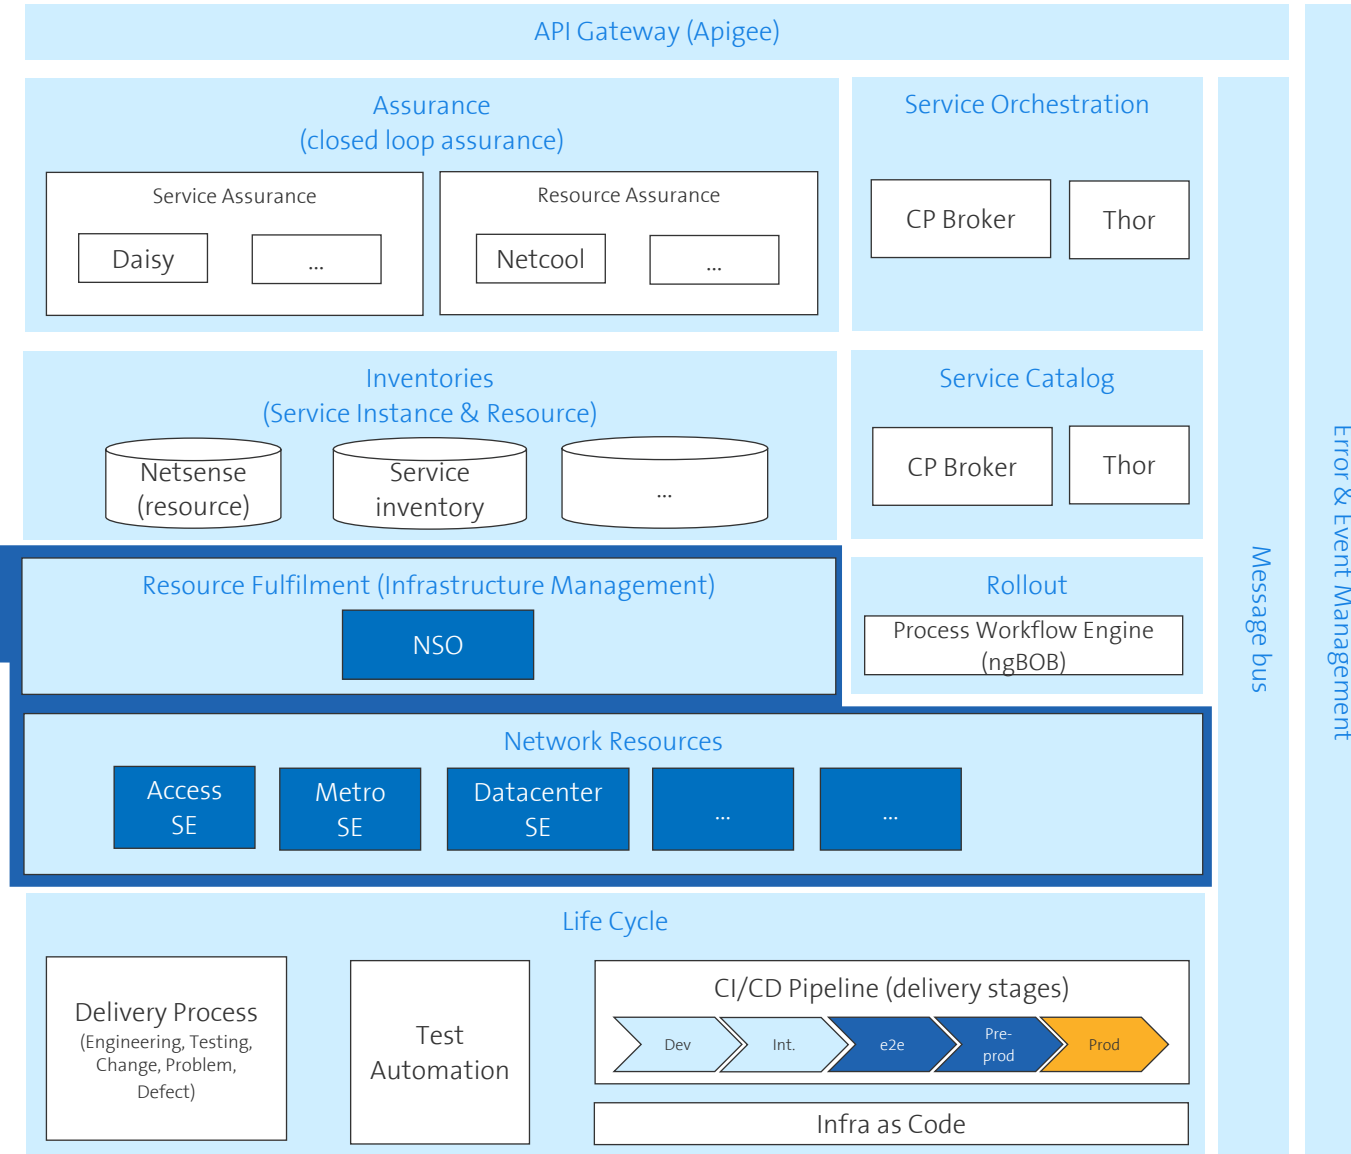 API Gateway (Apigee)
Assurance
(closed loop assurance)
Service Assurance
Daisy
...
Resource Assurance
Netcool
...
Service Orchestration
CP Broker
Thor
Inventories
(Service Instance & Resource)
Netsense
(resource)
Service
inventory
...
Service Catalog
CP Broker
Thor
Resource Fulfilment (Infrastructure Management)
NSO
Rollout
Process Workflow Engine
(ngBOB)
Network Resources
Access
SE
Metro
SE
Datacenter
SE
...
...
Life Cycle
Delivery Process
(Engineering, Testing,
Change, Problem,
Defect)
Test
Automation
CI/CD Pipeline (delivery stages)
Dev
Int.
e2e
Pre-
prod
Prod
Infra as Code
Message bus
Error & Event Management